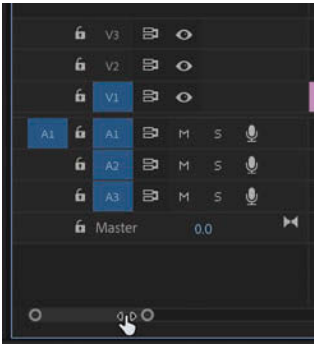 V3
V2
V1
A1 A1 M S
A2 M S
A3 M S
Master 0.0